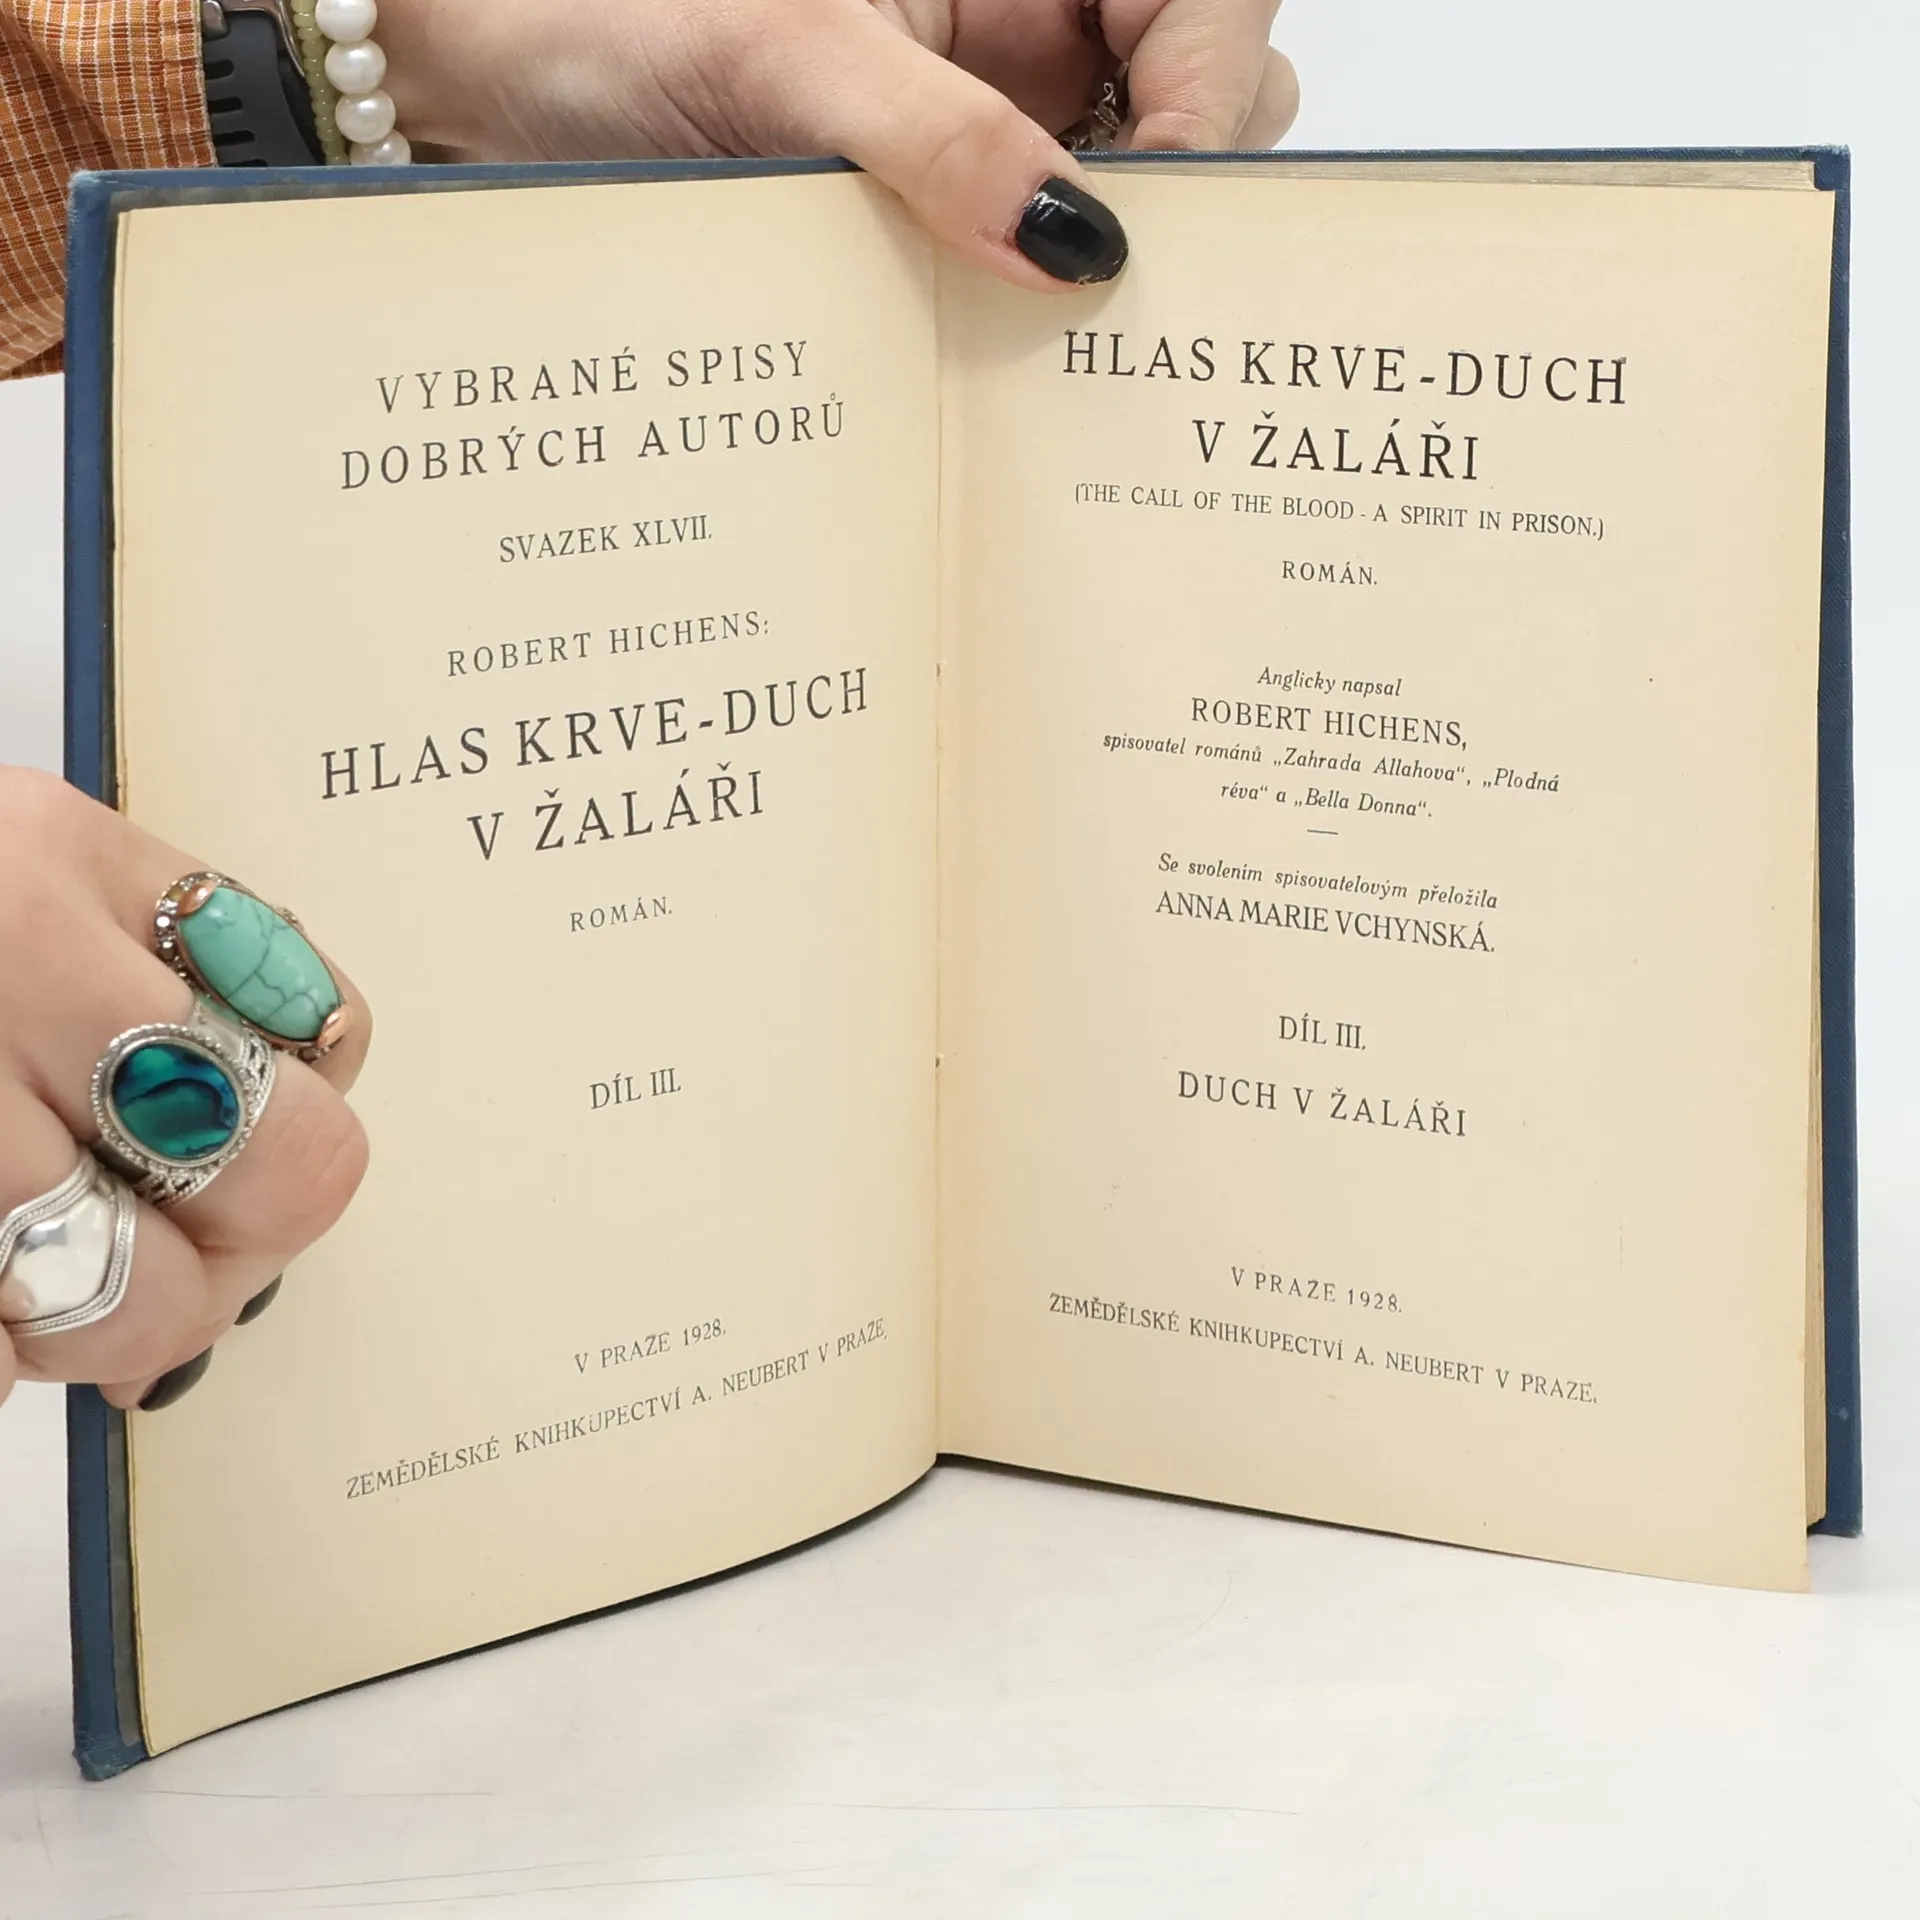 VYBRANÉ SPISY
DOBRÝCH AUTORŮ
SVAZEK XLVII.
ROBERT HICHENS:
HLAS KRVE-DUCH
V ŽALÁŘI
ROMÁN.
DÍL III.
V PRAZE 1928.
ZEMĚDĚLSKÉ KNIHKUPECTVÍ A. NEUBERT V PRAZE.
HLAS KRVE-DUCH
V ŽALÁŘI
(THE CALL OF THE BLOOD - A SPIRIT IN PRISON.)
ROMÁN.
Anglicky napsal
ROBERT HICHENS,
spisovatel románů „Zahrada Allahova“, „Plodná
réva“ a „Bella Donna“.
Se svolením spisovatelovým přeložila
ANNA MARIE VCHYNSKÁ.
DÍL III.
DUCH V ŽALÁŘI
V PRAZE 1928.
ZEMĚDĚLSKÉ KNIHKUPECTVÍ A. NEUBERT V PRAZE.